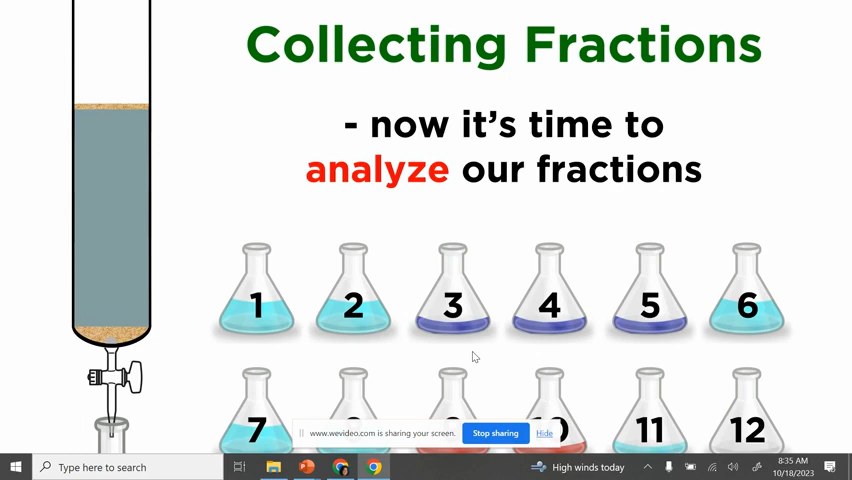 Collecting Fractions
- now it's time to
analyze our fractions
1 2 3 4 5 6
7 11 12
www.wevideo.com is sharing your screen. Stop sharing Hide
Type here to search
High winds today
8:35 AM
10/18/2023